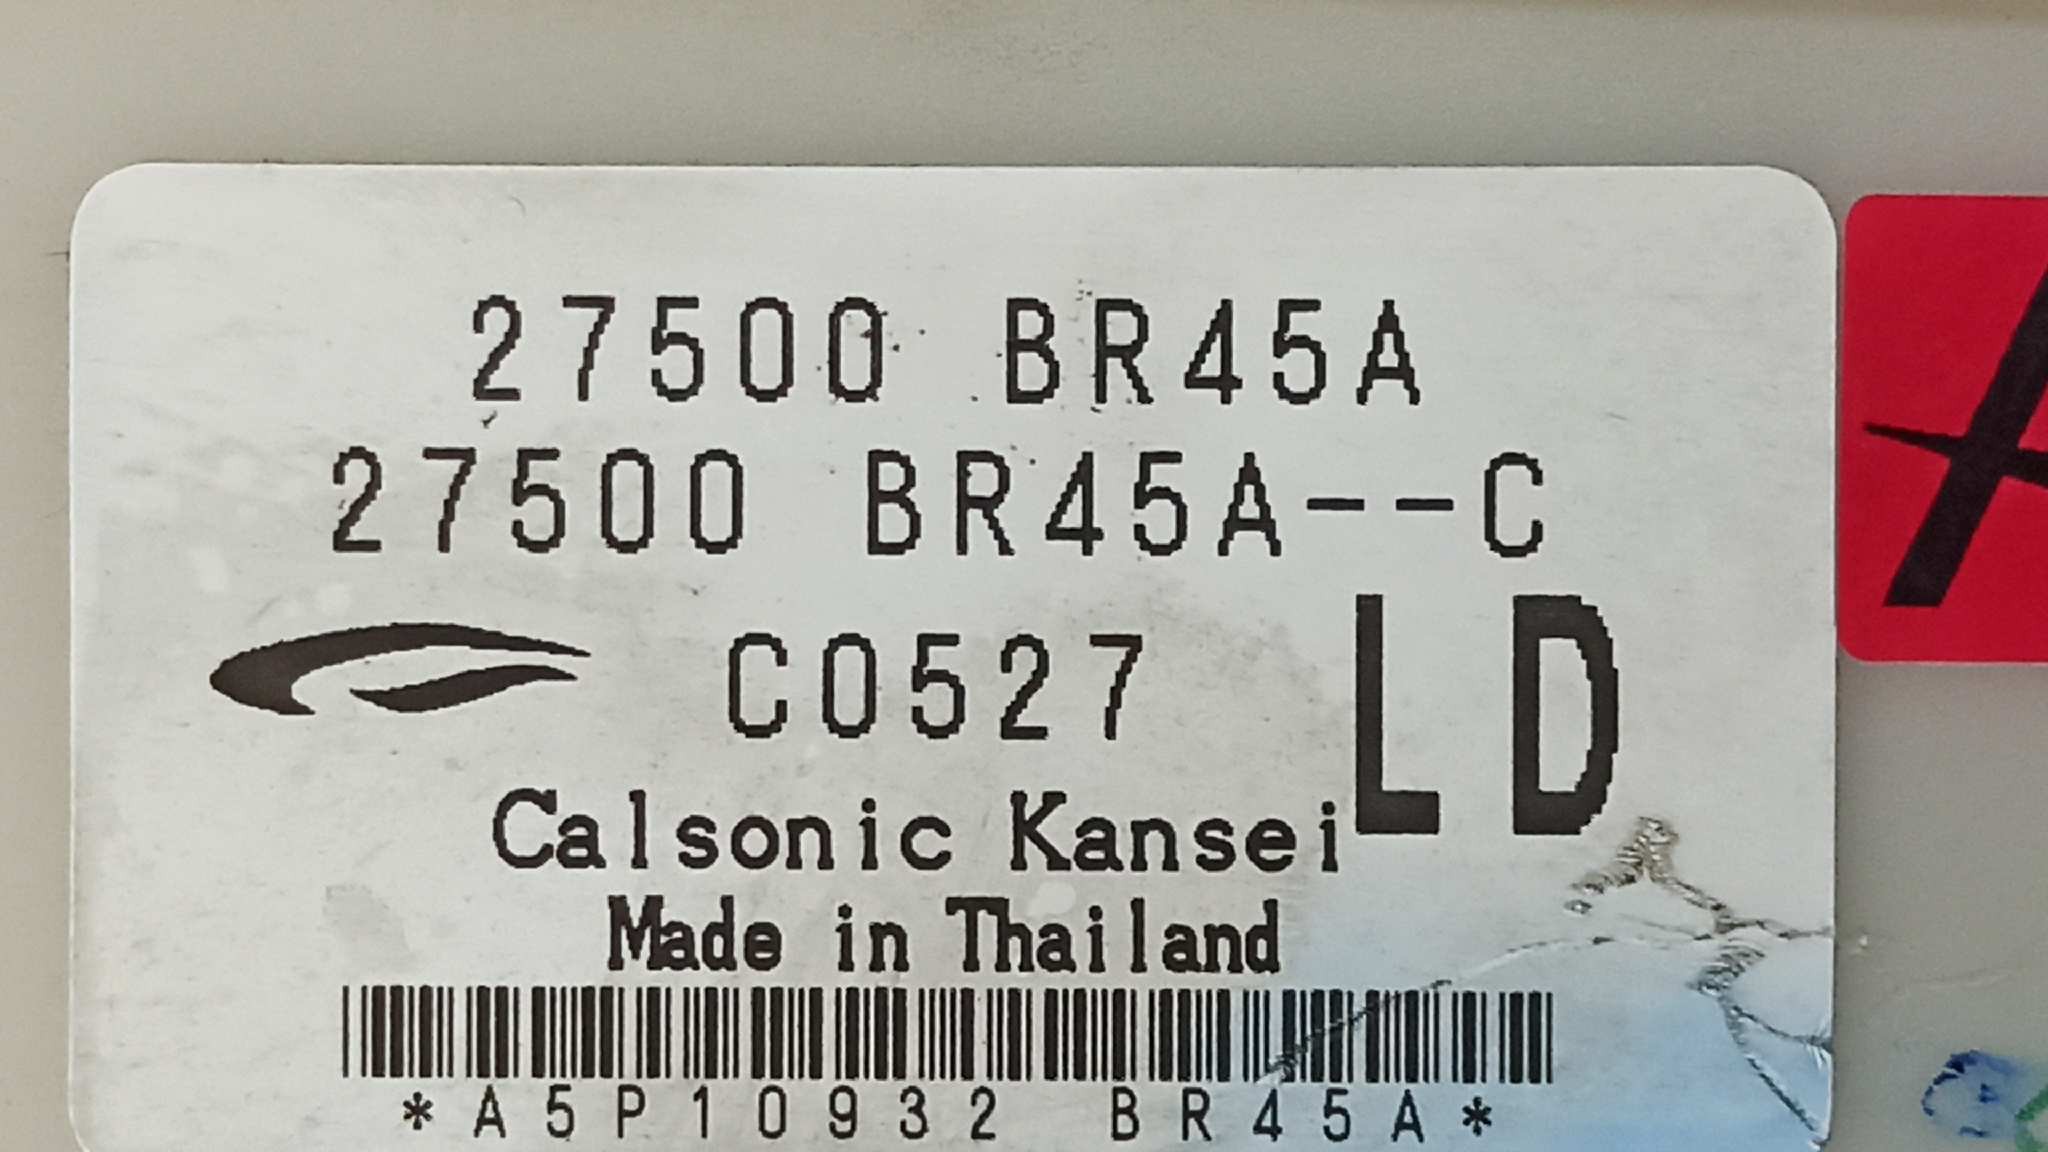 27500 BR45A
27500 BR45A--C
C0527
LD
Calsonic Kansei
Made in Thailand
*A5P10932 BR45A*